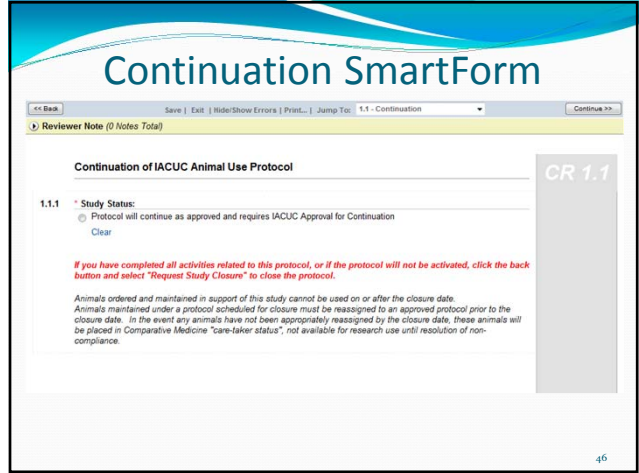 Continuation SmartForm
<< Back Save | Exit | Hide/Show Errors | Print... | Jump To: 1.1 - Continuation Continue >>
Reviewer Note (0 Notes Total)
Continuation of IACUC Animal Use Protocol
CR 1.1
1.1.1 * Study Status:
Protocol will continue as approved and requires IACUC Approval for Continuation
Clear
If you have completed all activities related to this protocol, or if the protocol will not be activated, click the back
button and select "Request Study Closure" to close the protocol.
Animals ordered and maintained in support of this study cannot be used on or after the closure date.
Animals maintained under a protocol scheduled for closure must be reassigned to an approved protocol prior to the
closure date. In the event any animals have not been appropriately reassigned by the closure date, these animals will
be placed in Comparative Medicine "care-taker status", not available for research use until resolution of non-
compliance.
46